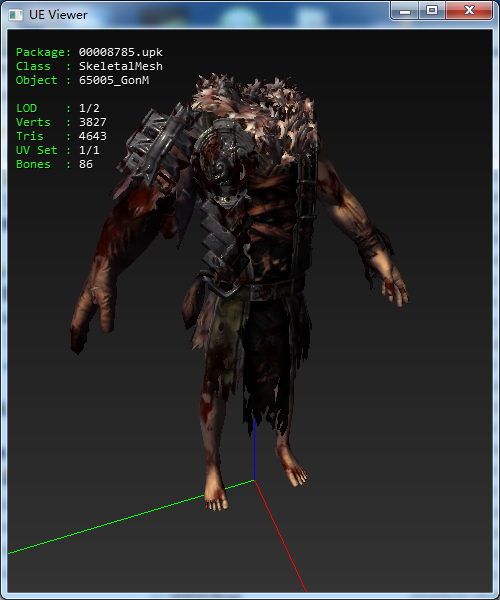 UE Viewer
Package: 00008785.upk
Class : SkeletalMesh
Object : 65005_GonM
LOD : 1/2
Verts : 3827
Tris : 4643
UV Set : 1/1
Bones : 86